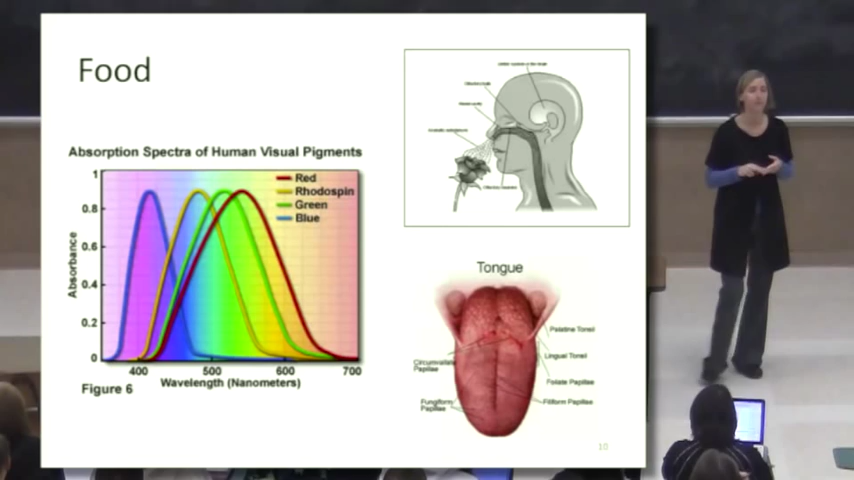 Food
Absorption Spectra of Human Visual Pigments
Red
Rhodospin
Green
Blue
1
0.8
0.6
0.4
0.2
0
Absorbance
400 500 600 700
Wavelength (Nanometers)
Figure 6
Tongue
Palatine Tonsil
Lingual Tonsil
Circumvallate
Papillae
Foliate Papillae
Fungiform
Papillae
Filiform Papillae
10